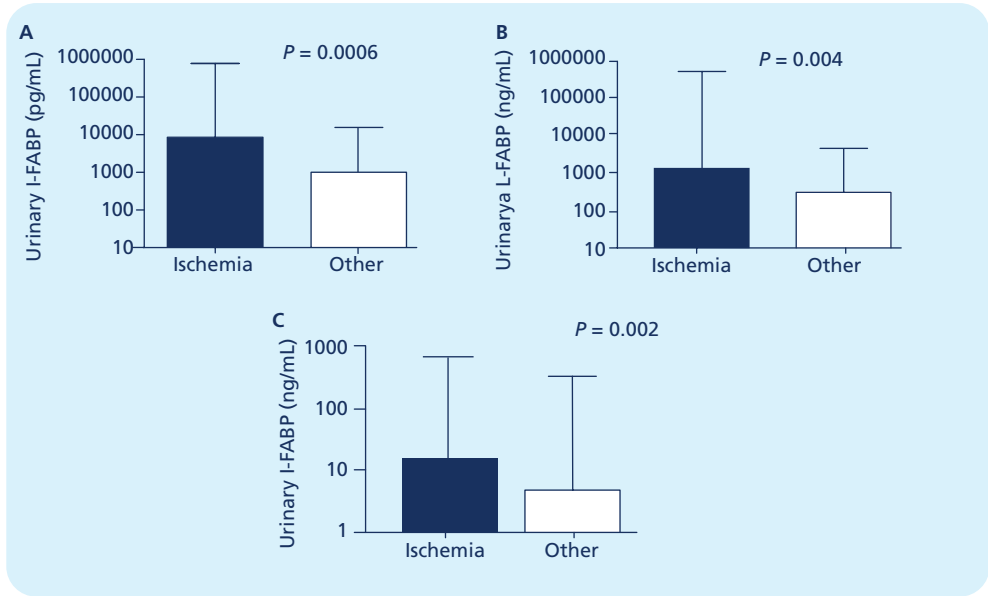 A
P = 0.0006
Urinary I-FABP (pg/mL)
1000000
100000
10000
1000
100
10
Ischemia
Other
B
P = 0.004
Urinarya L-FABP (ng/mL)
1000000
100000
10000
1000
100
10
Ischemia
Other
C
P = 0.002
Urinary I-FABP (ng/mL)
1000
100
10
1
Ischemia
Other